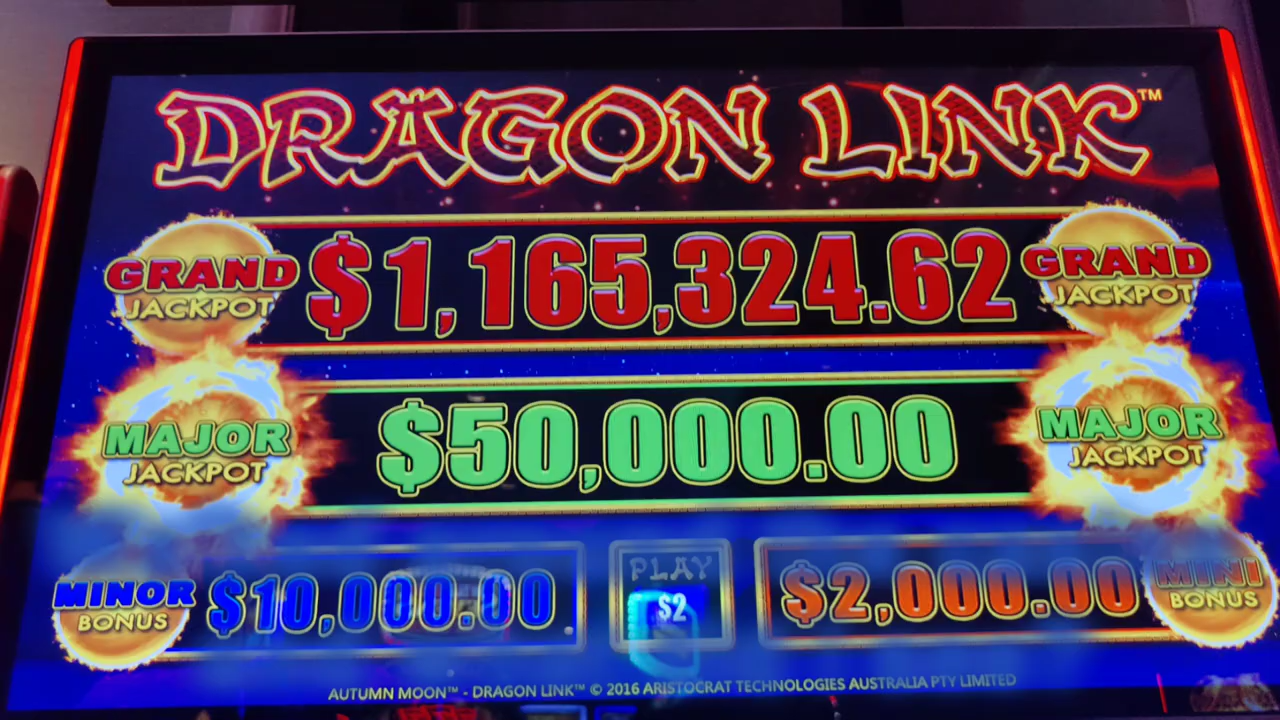 DRAGON LINK™
GRAND JACKPOT
$1,165,324.62
GRAND JACKPOT
MAJOR JACKPOT
$50,000.00
MAJOR JACKPOT
MINOR BONUS
$10,000.00
PLAY
$2
$2,000.00
MINI BONUS
AUTUMN MOON™ - DRAGON LINK™ © 2016 ARISTOCRAT TECHNOLOGIES AUSTRALIA PTY LIMITED